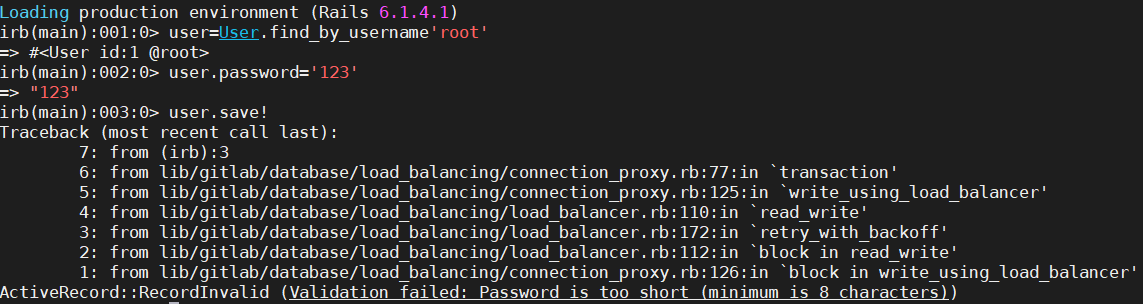 Loading production environment (Rails 6.1.4.1)
irb(main):001:0> user=User.find_by_username'root'
=> #<User id:1 @root>
irb(main):002:0> user.password='123'
=> "123"
irb(main):003:0> user.save!
Traceback (most recent call last):
        7: from (irb):3
        6: from lib/gitlab/database/load_balancing/connection_proxy.rb:77:in `transaction'
        5: from lib/gitlab/database/load_balancing/connection_proxy.rb:125:in `write_using_load_balancer'
        4: from lib/gitlab/database/load_balancing/load_balancer.rb:110:in `read_write'
        3: from lib/gitlab/database/load_balancing/load_balancer.rb:172:in `retry_with_backoff'
        2: from lib/gitlab/database/load_balancing/load_balancer.rb:112:in `block in read_write'
        1: from lib/gitlab/database/load_balancing/connection_proxy.rb:126:in `block in write_using_load_balancer'
ActiveRecord::RecordInvalid (Validation failed: Password is too short (minimum is 8 characters))